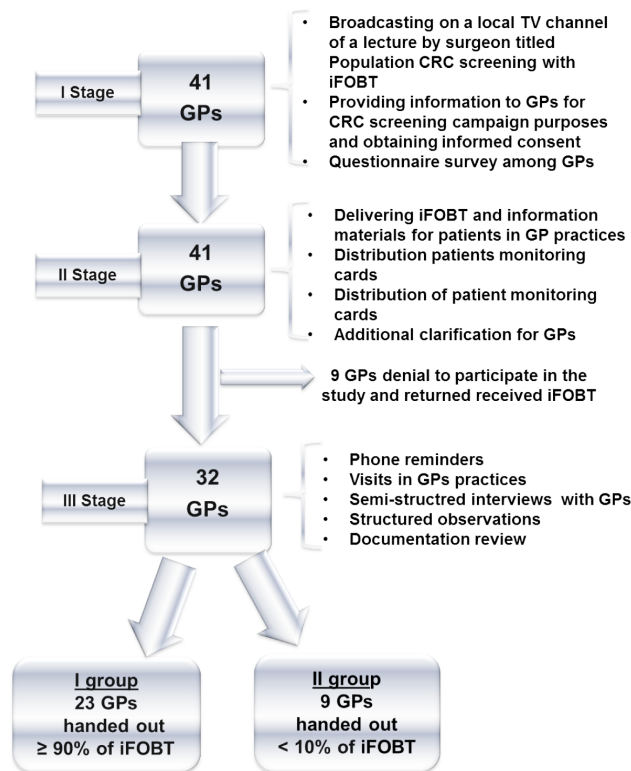 I Stage
41
GPs
• Broadcasting on a local TV channel
of a lecture by surgeon titled
Population CRC screening with
iFOBT
• Providing information to GPs for
CRC screening campaign purposes
and obtaining informed consent
• Questionnaire survey among GPs
II Stage
41
GPs
• Delivering iFOBT and information
materials for patients in GP practices
• Distribution patients monitoring
cards
• Distribution of patient monitoring
cards
• Additional clarification for GPs
9 GPs denial to participate in the
study and returned received iFOBT
III Stage
32
GPs
• Phone reminders
• Visits in GPs practices
• Semi-structred interviews with GPs
• Structured observations
• Documentation review
I group
23 GPs
handed out
≥ 90% of iFOBT
II group
9 GPs
handed out
< 10% of iFOBT